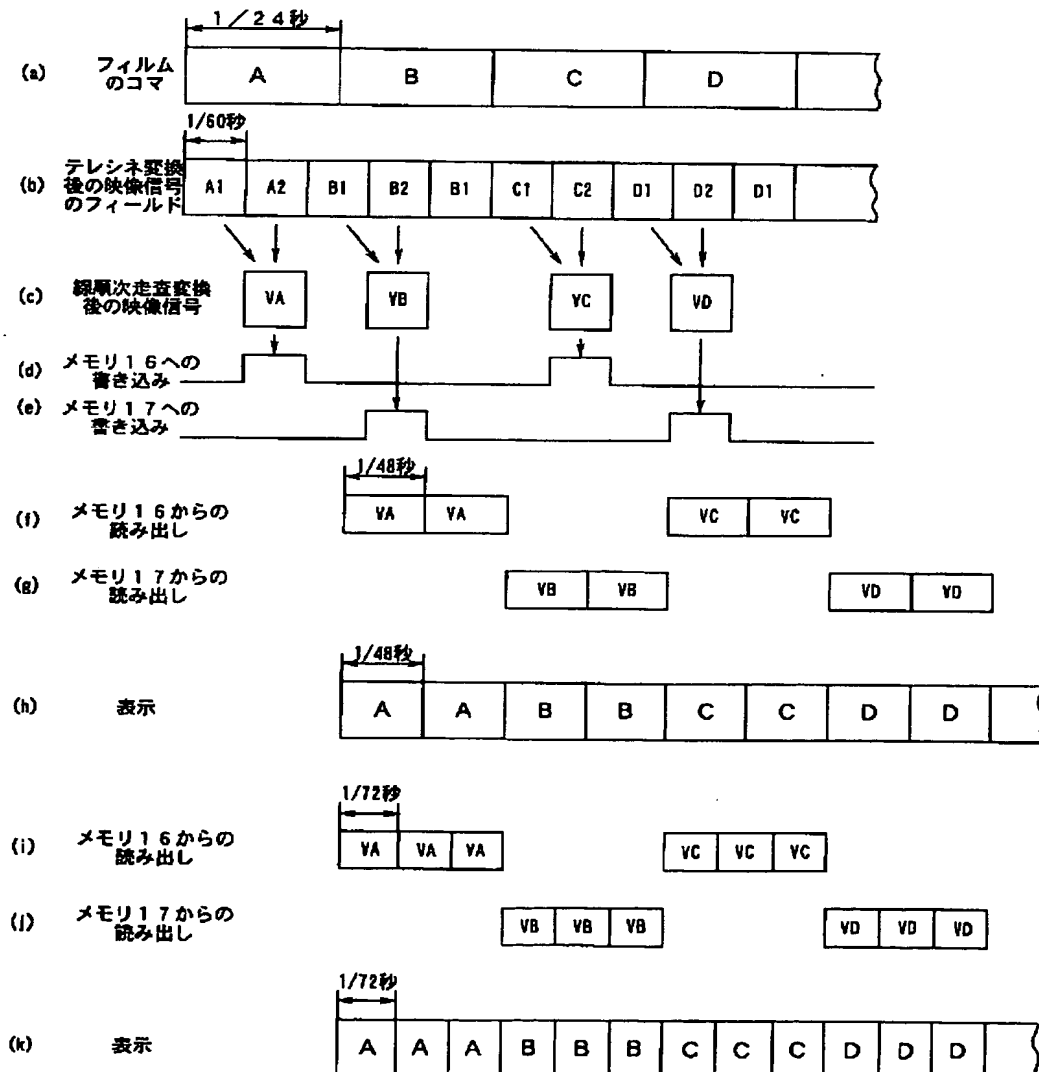 1/24秒
(a) フィルム
のコマ
A B C D
1/60秒
(b) テレシネ変換
後の映像信号
のフィールド
A1 A2 B1 B2 B1 C1 C2 D1 D2 D1
(c)線順次走査変換
後の映像信号
VA VB VC VD
(d) メモリ16への
書き込み
(e) メモリ17への
書き込み
1/48秒
(f) メモリ16からの
読み出し
VA VA VC VC
(g) メモリ17からの
読み出し
VB VB VD VD
1/48秒
(h) 表示
A A B B C C D D
1/72秒
(i) メモリ16からの
読み出し
VA VA VA VC VC VC
(j) メモリ17からの
読み出し
VB VB VB VD VD VD
1/72秒
(k) 表示
A A A B B B C C C D D D